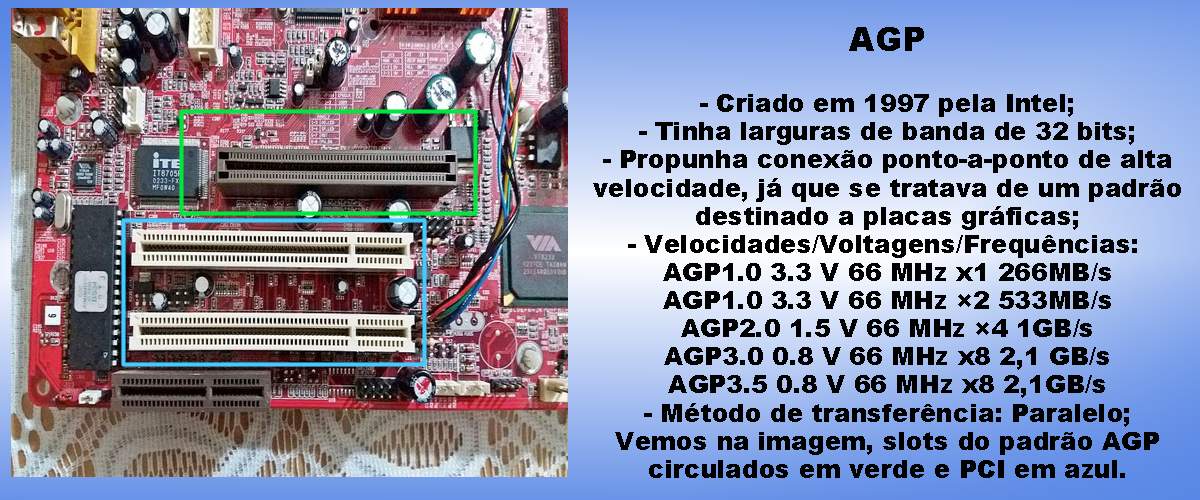 AGP
- Criado em 1997 pela Intel;
- Tinha larguras de banda de 32 bits;
- Propunha conexão ponto-a-ponto de alta
velocidade, já que se tratava de um padrão
destinado a placas gráficas;
- Velocidades/Voltagens/Frequências:
AGP1.0 3.3 V 66 MHz x1 266MB/s
AGP1.0 3.3 V 66 MHz ×2 533MB/s
AGP2.0 1.5 V 66 MHz ×4 1GB/s
AGP3.0 0.8 V 66 MHz x8 2,1 GB/s
AGP3.5 0.8 V 66 MHz x8 2,1GB/s
- Método de transferência: Paralelo;
Vemos na imagem, slots do padrão AGP
circulados em verde e PCI em azul.
iTE
VIA